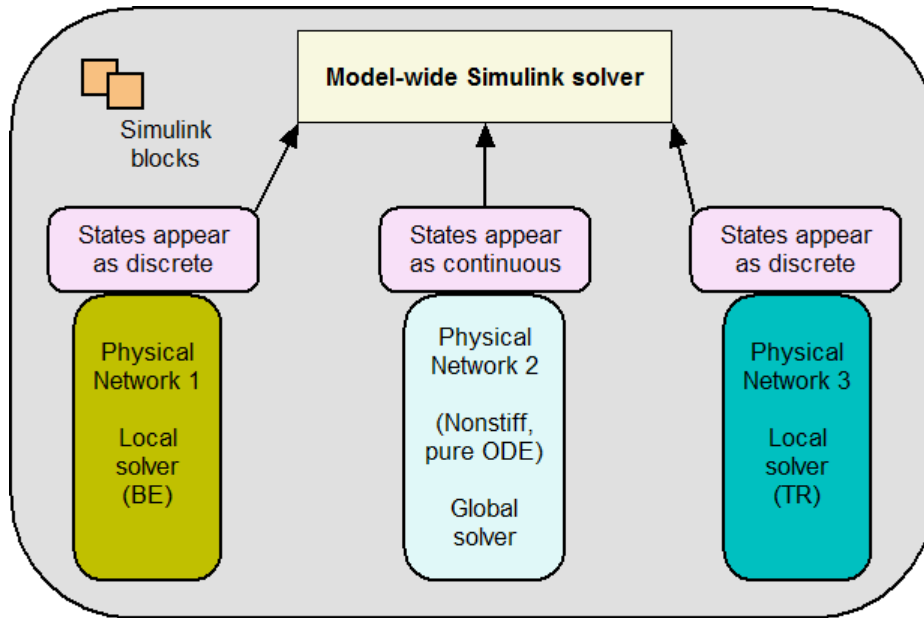 Model-wide Simulink solver
Simulink
blocks
States appear
as discrete
States appear
as continuous
States appear
as discrete
Physical
Network 1
Local
solver
(BE)
Physical
Network 2
(Nonstiff,
pure ODE)
Global
solver
Physical
Network 3
Local
solver
(TR)